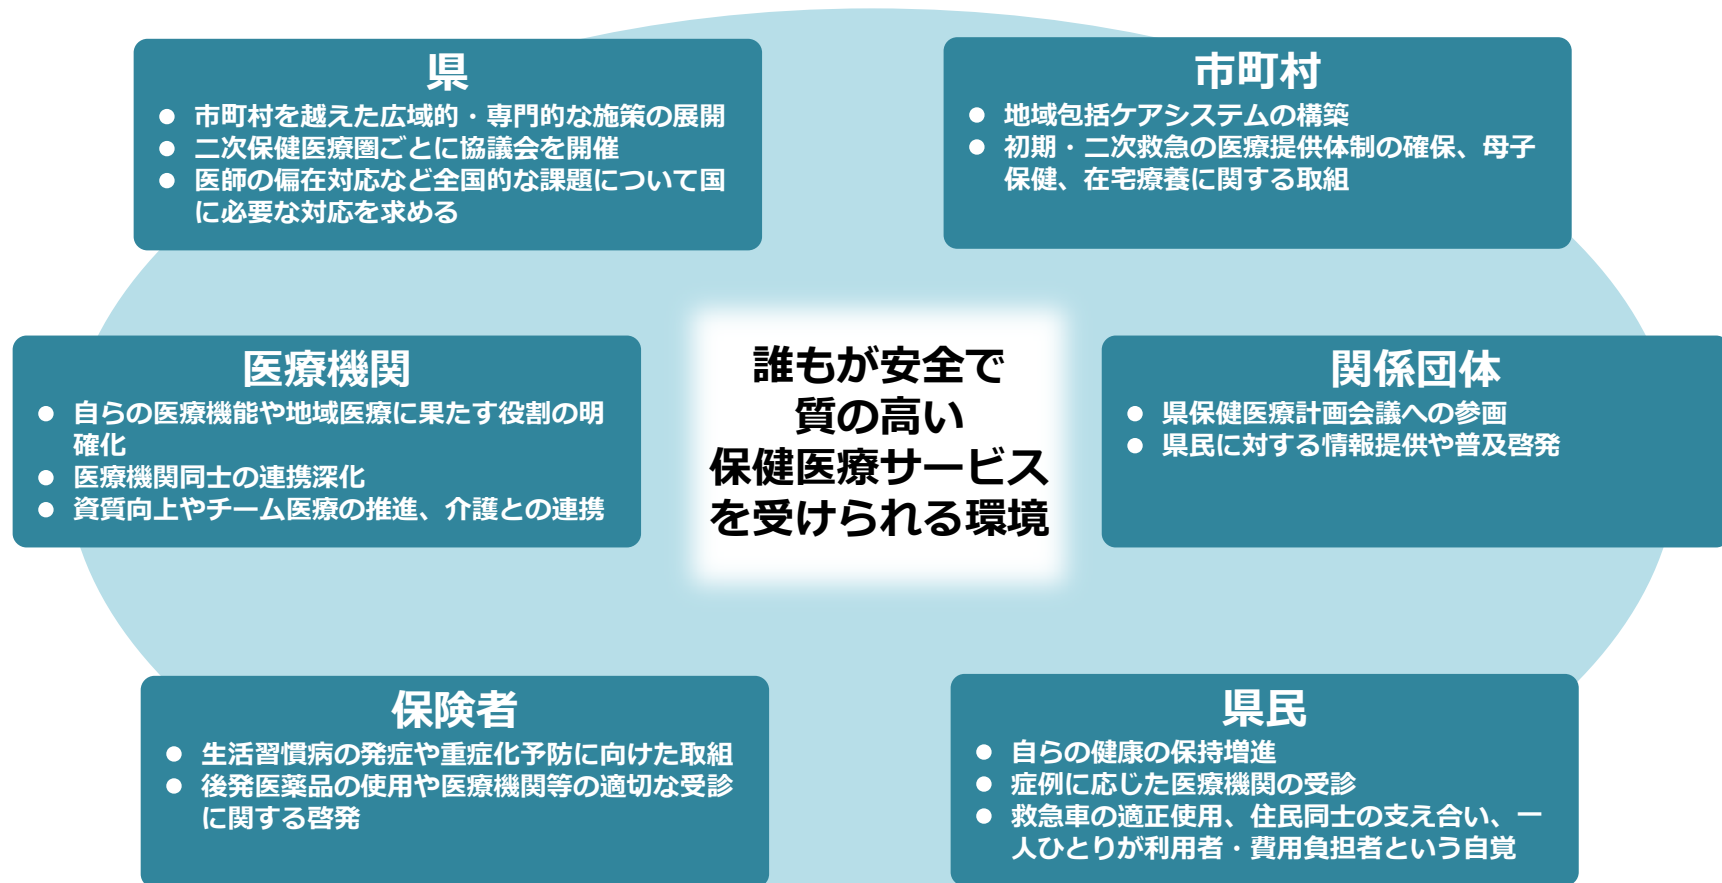 県
● 市町村を越えた広域的・専門的な施策の展開
● 二次保健医療圏ごとに協議会を開催
● 医師の偏在対応など全国的な課題について国
に必要な対応を求める
市町村
● 地域包括ケアシステムの構築
● 初期・二次救急の医療提供体制の確保、母子
保健、在宅療養に関する取組
医療機関
● 自らの医療機能や地域医療に果たす役割の明
確化
● 医療機関同士の連携深化
● 資質向上やチーム医療の推進、介護との連携
誰もが安全で
質の高い
保健医療サービス
を受けられる環境
関係団体
● 県保健医療計画会議への参画
● 県民に対する情報提供や普及啓発
保険者
● 生活習慣病の発症や重症化予防に向けた取組
● 後発医薬品の使用や医療機関等の適切な受診
に関する啓発
県民
● 自らの健康の保持増進
● 症例に応じた医療機関の受診
● 救急車の適正使用、住民同士の支え合い、一
人ひとりが利用者・費用負担者という自覚